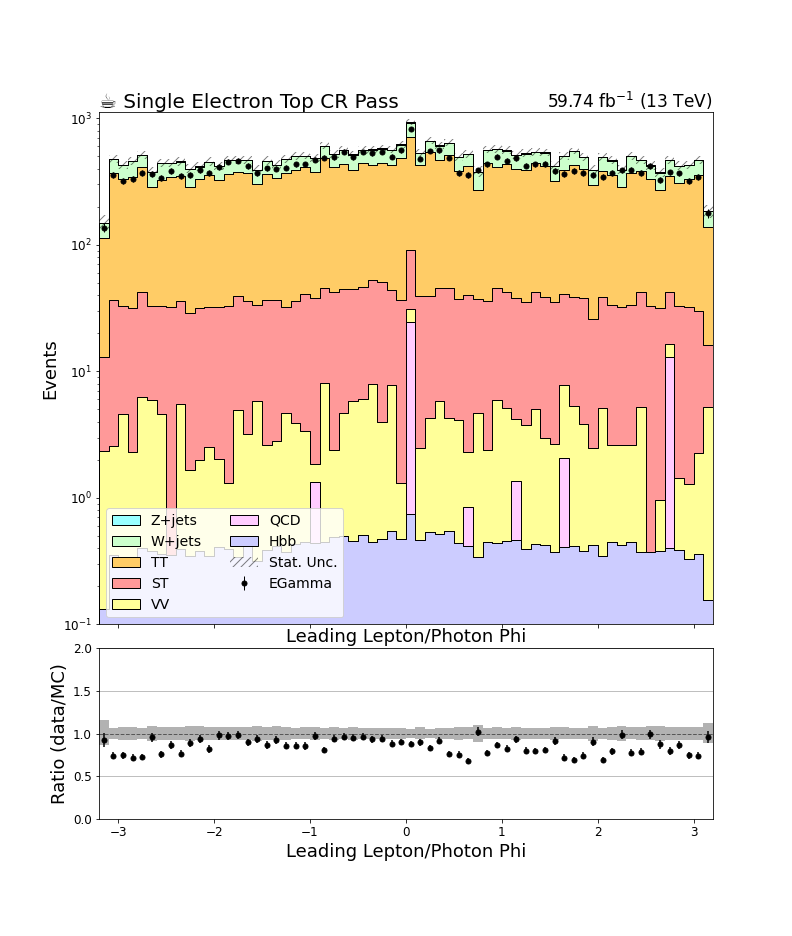 ☕ Single Electron Top CR Pass 59.74 fb⁻¹ (13 TeV)
10³
10²
10¹
10⁰
10⁻¹
Events
Z+jets
W+jets
TT
ST
VV
QCD
Hbb
Stat. Unc.
EGamma
Leading Lepton/Photon Phi
2.0
1.5
1.0
0.5
0.0
Ratio (data/MC)
−3 −2 −1 0 1 2 3
Leading Lepton/Photon Phi